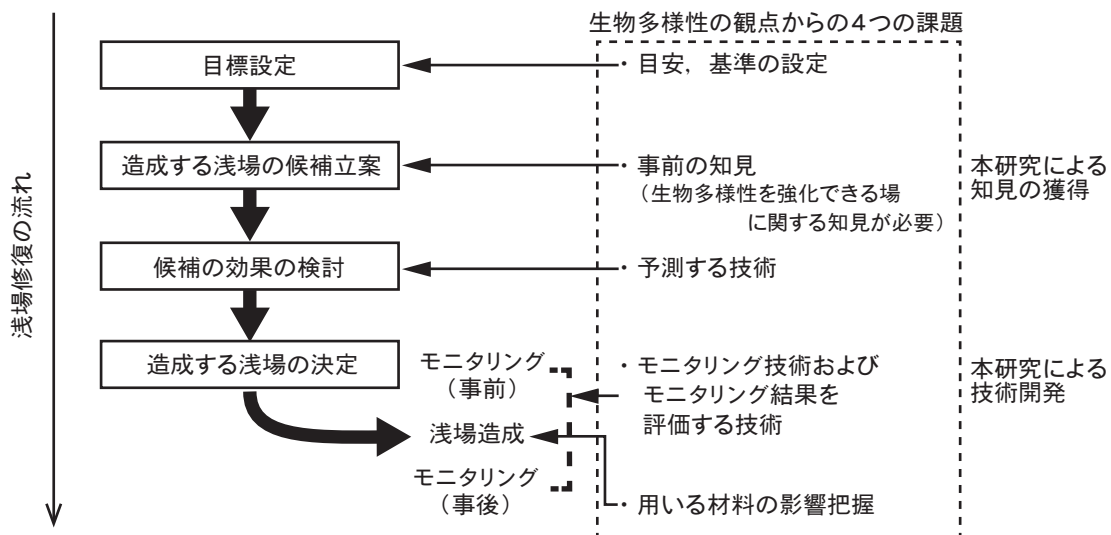 生物多様性の観点からの4つの課題
目標設定
・目安，基準の設定
造成する浅場の候補立案
・事前の知見
（生物多様性を強化できる場
に関する知見が必要）
本研究による
知見の獲得
浅場修復の流れ
候補の効果の検討
・予測する技術
造成する浅場の決定
モニタリング
（事前）
・モニタリング技術および
モニタリング結果を
評価する技術
本研究による
技術開発
浅場造成
モニタリング
（事後）
・用いる材料の影響把握